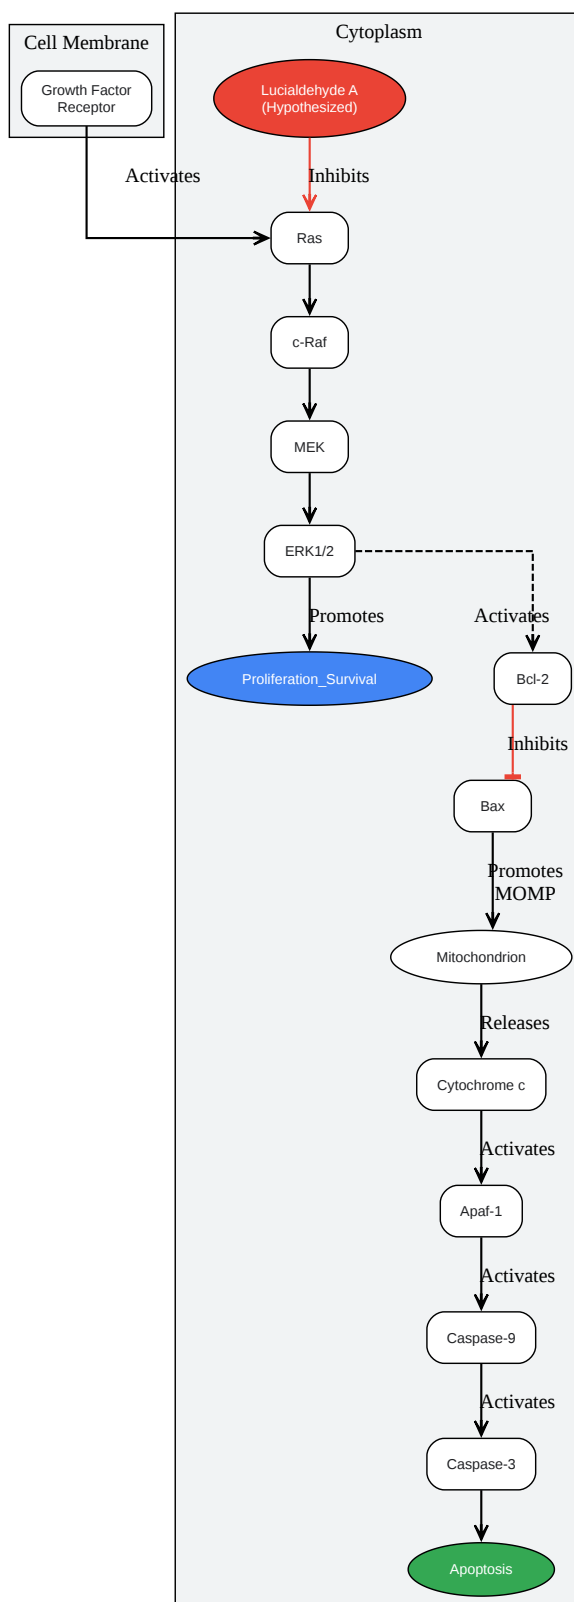 Cell Membrane
Growth Factor
Receptor
Cytoplasm
Lucialdehyde A
(Hypothesized)
Activates
Inhibits
Ras
c-Raf
MEK
ERK1/2
Promotes
Activates
Proliferation_Survival
Bcl-2
Inhibits
Bax
Promotes
MOMP
Mitochondrion
Releases
Cytochrome c
Activates
Apaf-1
Activates
Caspase-9
Activates
Caspase-3
Apoptosis